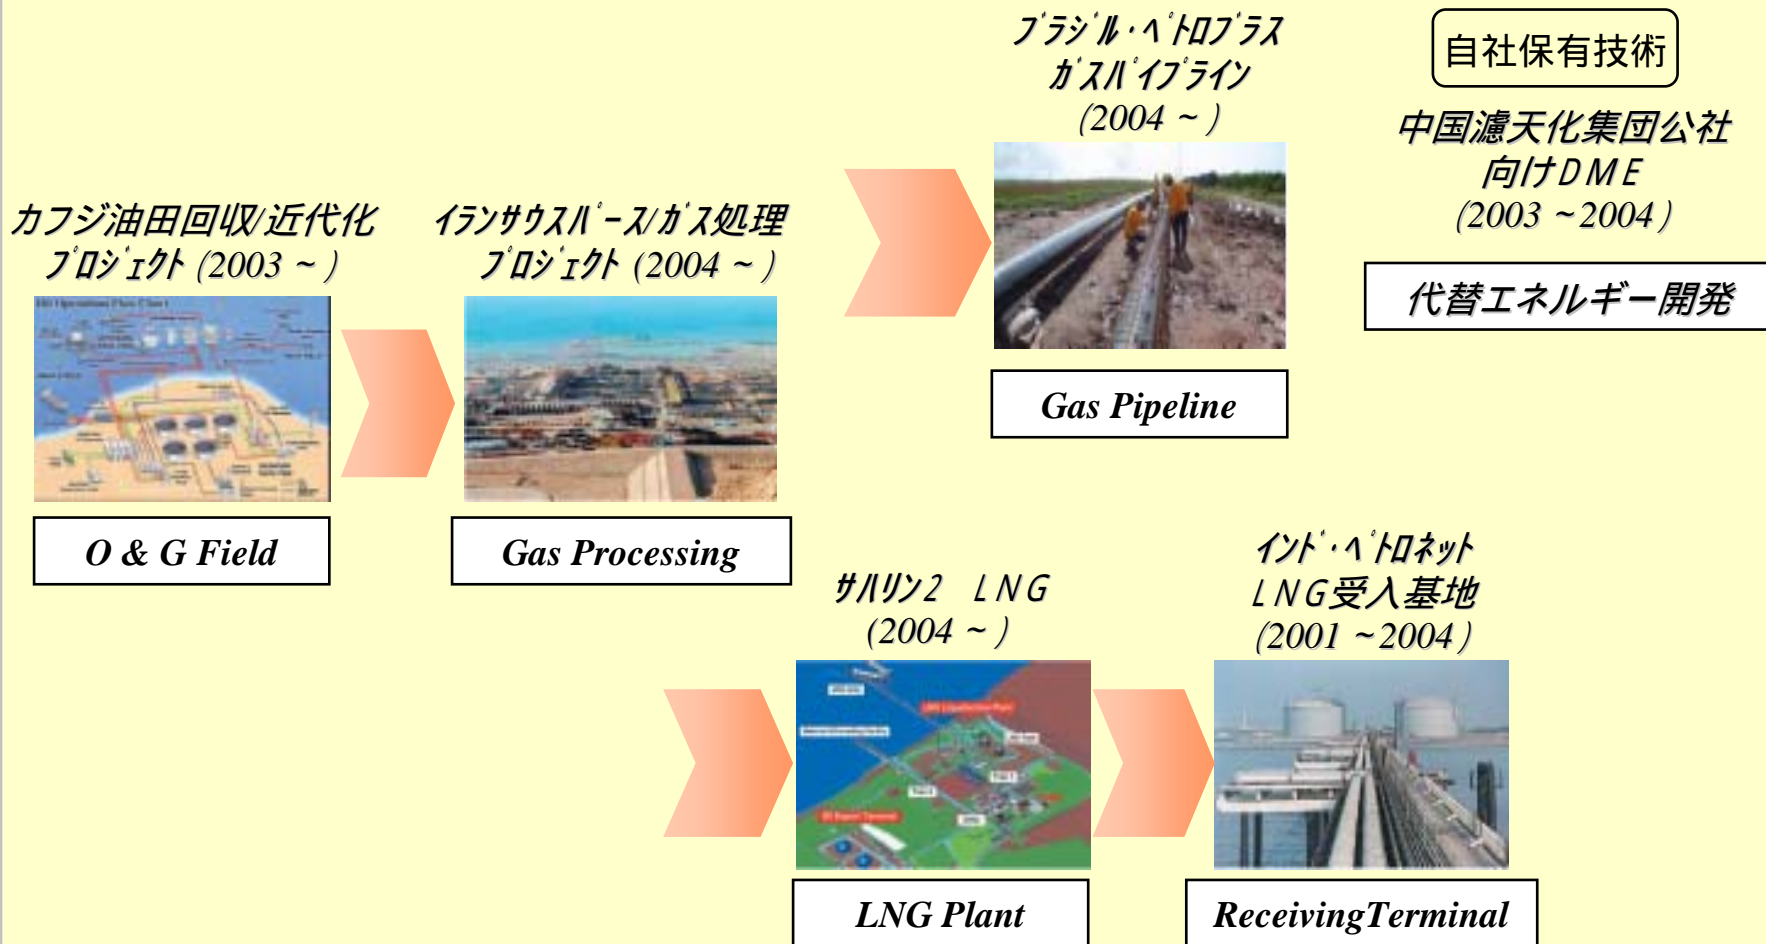 ブラジル・ペトロブラス
ガスパイプライン
(2004 ~ )
自社保有技術
中国濾天化集団公社
向けDME
(2003 ~2004 )
代替エネルギー開発
カフジ油田回収/近代化
プロジェクト (2003 ~ )
イランサウスパース/ガス処理
プロジェクト (2004 ~ )
Gas Pipeline
O & G Field
Gas Processing
サハリン2 LNG
(2004 ~ )
インド・ペトロネット
LNG受入基地
(2001 ~2004 )
LNG Plant
ReceivingTerminal